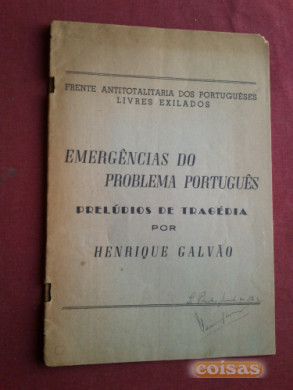 FRENTE ANTITOTALITARIA DOS PORTUGUÊSES
LIVRES EXILADOS
EMERGÊNCIAS DO
PROBLEMA PORTUGUÊS
PRELÚDIOS DE TRAGÉDIA
POR
HENRIQUE GALVÃO
coisas